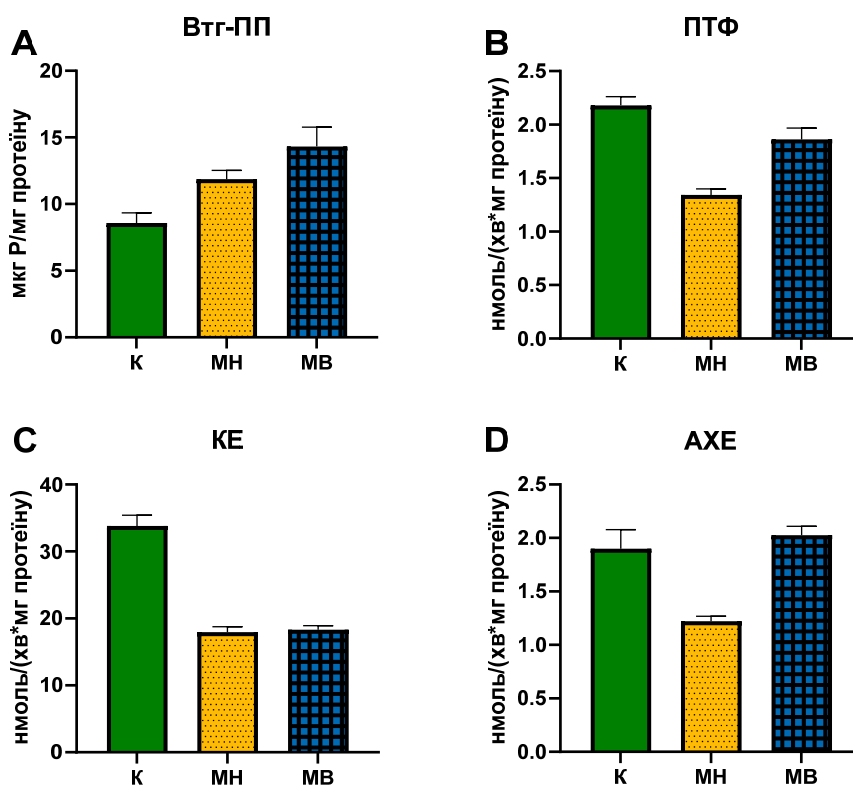 A
Втг-ПП
мкг Р/мг протеїну
20
15
10
5
0
К
МН
МВ
B
ПТФ
нмоль/(хв*мг протеїну)
2.5
2.0
1.5
1.0
0.5
0.0
К
МН
МВ
C
КЕ
нмоль/(хв*мг протеїну)
40
30
20
10
0
К
МН
МВ
D
АХЕ
нмоль/(хв*мг протеїну)
2.5
2.0
1.5
1.0
0.5
0.0
К
МН
МВ